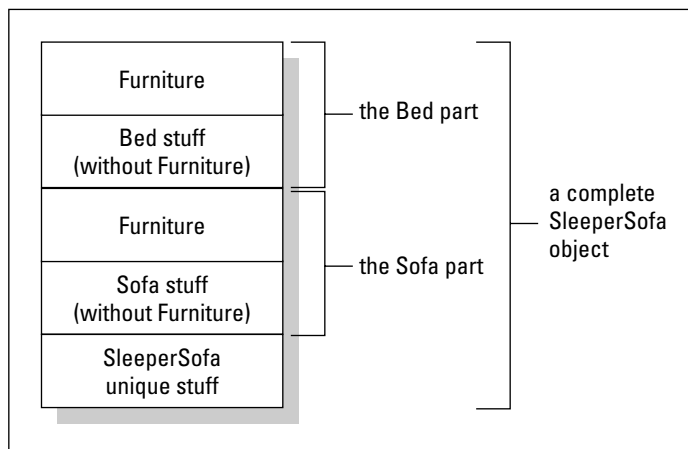 Furniture
Bed stuff
(without Furniture)
the Bed part
Furniture
Sofa stuff
(without Furniture)
the Sofa part
SleeperSofa
unique stuff
a complete
SleeperSofa
object